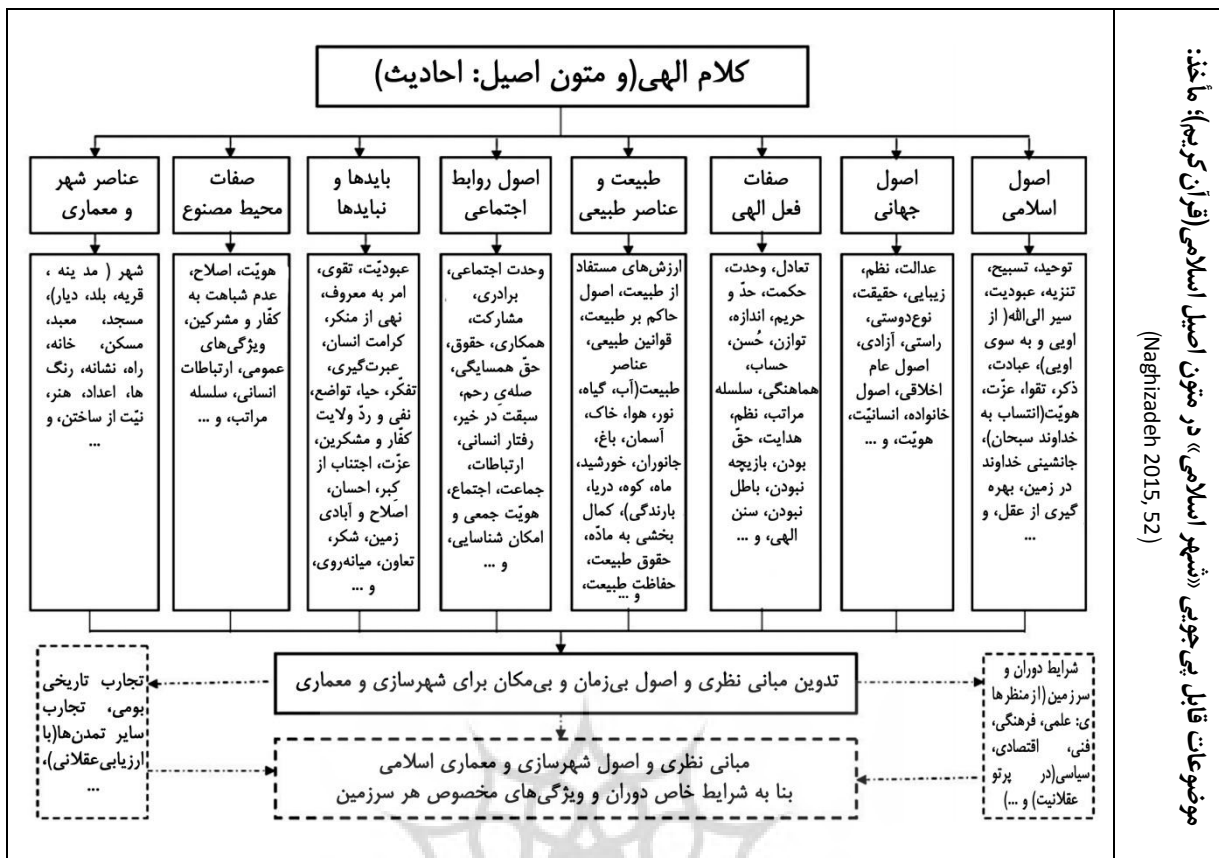 موضوعات قابل پی‌جویی «شهر اسلامی» در متون اصیل اسلامی(قرآن کریم)؛ مأخذ:
(Naghizadeh 2015, 52)
کلام الهی(و متون اصیل: احادیث)
اصول
اسلامی
توحید، تسبیح،
تنزیه، عبودیت،
سیر الی‌الله( از
اویی و به سوی
اویی)، عبادت،
ذکر، تقوا، عزّت،
هویّت(انتساب به
خداوند سبحان)،
جانشینی خداوند
در زمین، بهره
گیری از عقل، و
...
اصول
جهانی
عدالت، نظم،
زیبایی، حقیقت،
نوع‌دوستی،
راستی، آزادی،
اصول عام
اخلاقی، اصول
خانواده، انسانیّت،
هویّت، و ...
صفات
فعل الهی
تعادل، وحدت،
حکمت، حدّ و
حریم، اندازه،
توازن، حُسن،
حساب،
هماهنگی، سلسله
مراتب، نظم،
هدایت، حقّ
بودن، بازیچه
نبودن، باطل
نبودن، سنن
الهی، و ...
طبیعت و
عناصر طبیعی
ارزش‌های مستفاد
از طبیعت، اصول
حاکم بر طبیعت،
قوانین طبیعی،
عناصر
طبیعت(آب، گیاه،
نور، هوا، خاک،
آسمان، باغ،
جانوران، خورشید،
ماه، کوه، دریا،
بارندگی)، کمال
بخشی به مادّه،
حقوق طبیعت،
حفاظت طبیعت،
و ...
اصول روابط
اجتماعی
وحدت اجتماعی،
برادری،
مشارکت،
همکاری، حقوق،
حقّ همسایگی،
صله‌ی رحم،
سبقت در خیر،
رفتار انسانی،
ارتباطات،
جماعت، اجتماع،
هویّت جمعی و
امکان شناسایی،
و ...
بایدها و
نبایدها
عبودیّت، تقوی،
امر به معروف،
نهی از منکر،
کرامت انسان،
عبرت‌گیری،
تفکّر، حیا، تواضع،
نفی و ردّ ولایت
کفّار و مشکرین،
عزّت، اجتناب از
کبر، احسان،
اصلاح و آبادی
زمین، شکر،
تعاون، میانه‌روی،
و ...
صفات
محیط مصنوع
هویّت، اصلاح،
عدم شباهت به
کفّار و مشرکین،
ویژگی‌های
عمومی، ارتباطات
انسانی، سلسله
مراتب، و ...
عناصر شهر
و معماری
شهر ( مد ینه ،
قریه، بلد، دیار)،
مسجد، معبد،
مسکن، خانه،
راه، نشانه، رنگ
ها، اعداد، هنر،
نیّت از ساختن، و
...
شرایط دوران و
سرزمین(ازمنظرها
ی: علمی، فرهنگی،
فنی، اقتصادی،
سیاسی(در پرتو
عقلانیت) و ...)
تدوین مبانی نظری و اصول بی‌زمان و بی‌مکان برای شهرسازی و معماری
تجارب تاریخی
بومی، تجارب
سایر تمدن‌ها(با
ارزیابی‌عقلانی)،
...
مبانی نظری و اصول شهرسازی و معماری اسلامی
بنا به شرایط خاص دوران و ویژگی‌های مخصوص هر سرزمین